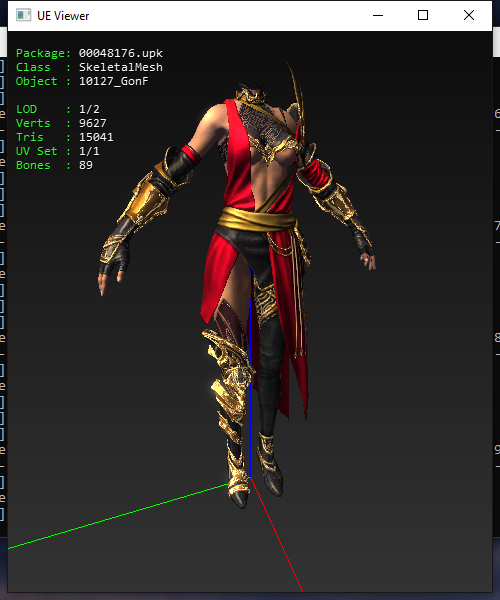 UE Viewer
Package: 00048176.upk
Class : SkeletalMesh
Object : 10127_GonF
LOD : 1/2
Verts : 9627
Tris : 15041
UV Set : 1/1
Bones : 89